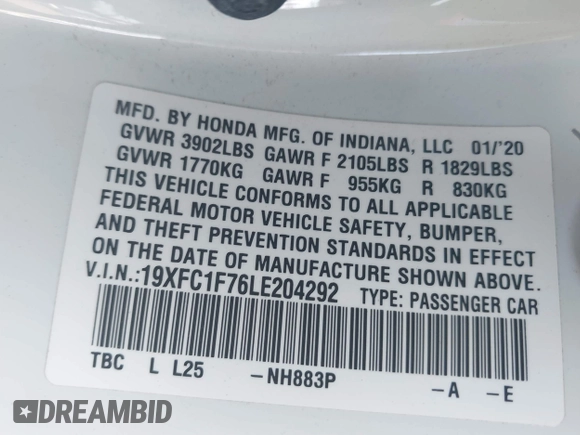 MFD. BY HONDA MFG. OF INDIANA, LLC 01/'20
GVWR 3902LBS GAWR F 2105LBS R 1829LBS
GVWR 1770KG GAWR F 955KG R 830KG
THIS VEHICLE CONFORMS TO ALL APPLICABLE
FEDERAL MOTOR VEHICLE SAFETY, BUMPER,
AND THEFT PREVENTION STANDARDS IN EFFECT
ON THE DATE OF MANUFACTURE SHOWN ABOVE.
V.I.N.:19XFC1F76LE204292 TYPE: PASSENGER CAR
TBC L L25 -NH883P -A -E
DREAMBID